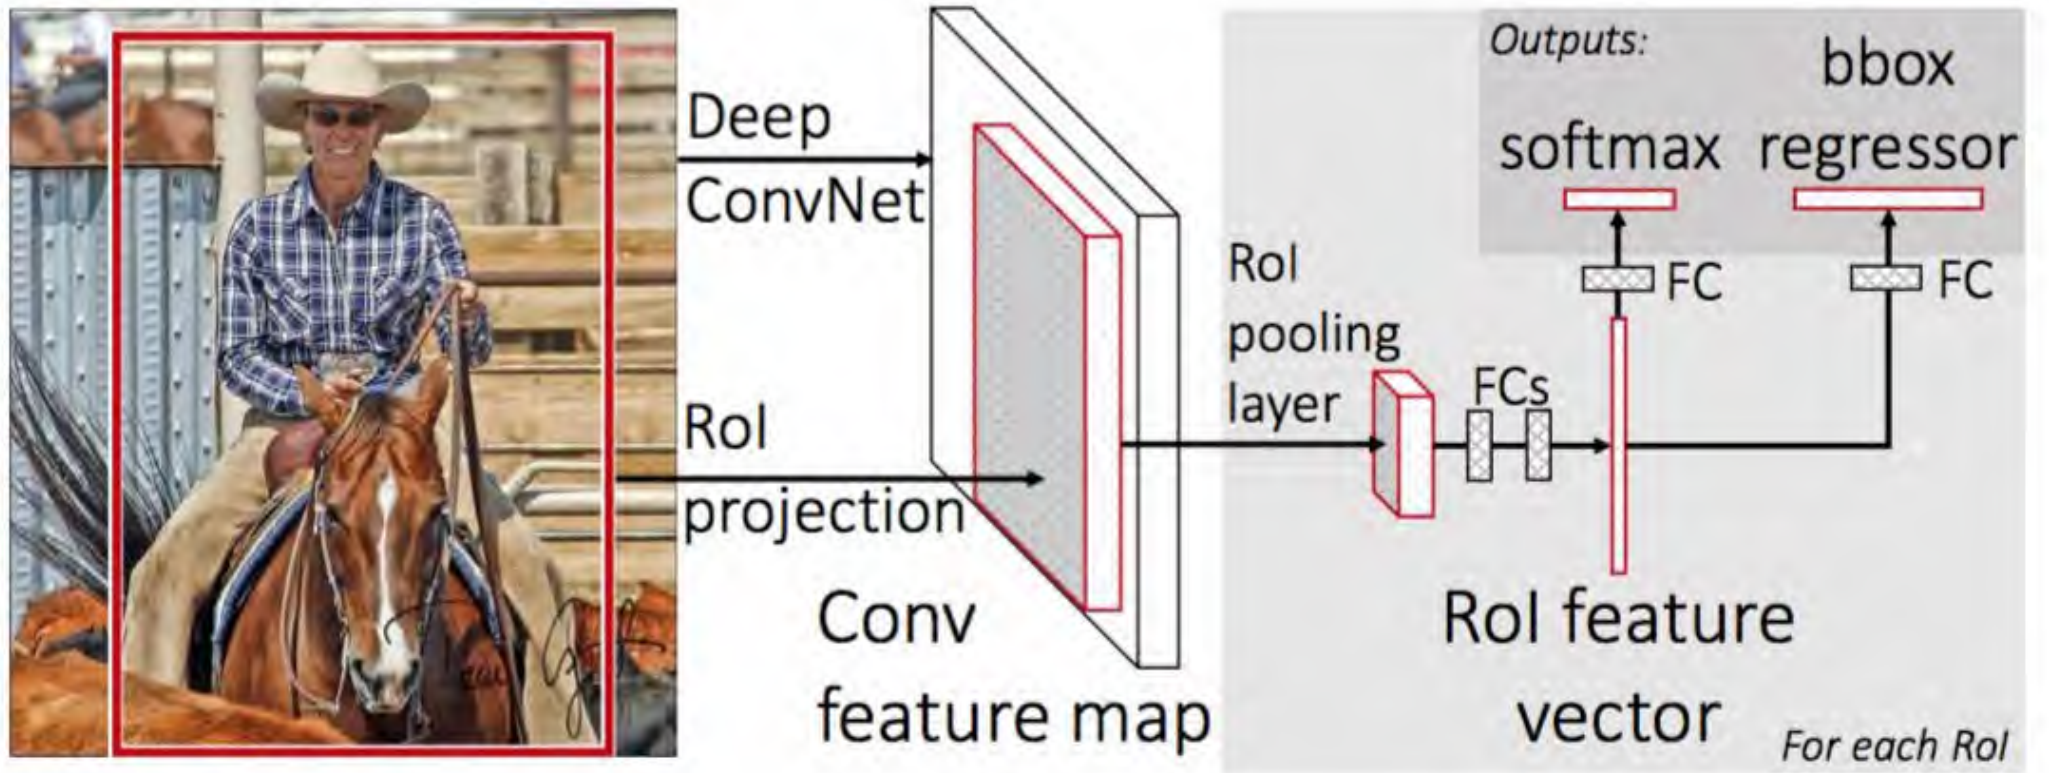 Deep
ConvNet
RoI
projection
Conv
feature map
RoI
pooling
layer
FCs
Outputs:
softmax
bbox
regressor
FC
FC
RoI feature
vector
For each RoI